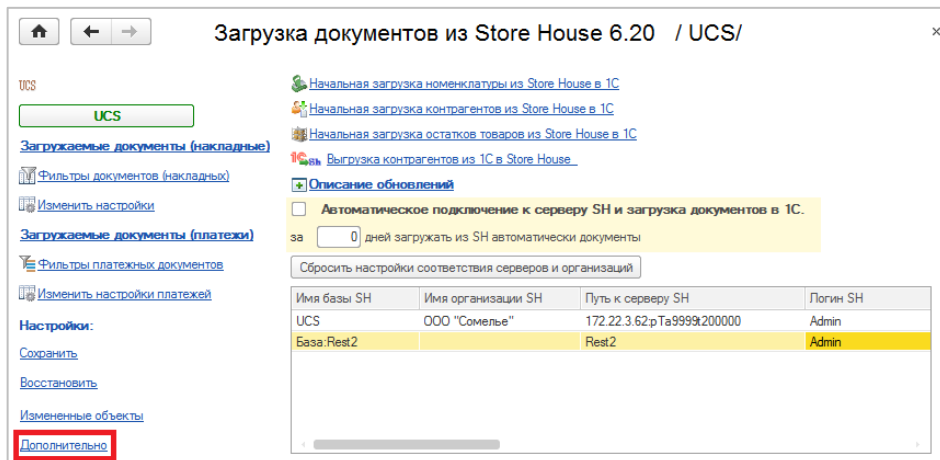 Загрузка документов из Store House 6.20 / UCS/
UCS
UCS
Загружаемые документы (накладные)
Фильтры документов (накладных)
Изменить настройки
Загружаемые документы (платежи)
Фильтры платежных документов
Изменить настройки платежей
Настройки:
Сохранить
Восстановить
Измененные объекты
Дополнительно
Начальная загрузка номенклатуры из Store House в 1С
Начальная загрузка контрагентов из Store House в 1С
Начальная загрузка остатков товаров из Store House в 1С
Выгрузка контрагентов из 1С в Store House
Описание обновлений
Автоматическое подключение к серверу SH и загрузка документов в 1С.
за 0 дней загружать из SH автоматически документы
Сбросить настройки соответствия серверов и организаций
Имя базы SH Имя организации SH Путь к серверу SH Логин SH
UCS ООО "Сомелье" 172.22.3.62:pTa9999t200000 Admin
База:Rest2 Rest2 Admin